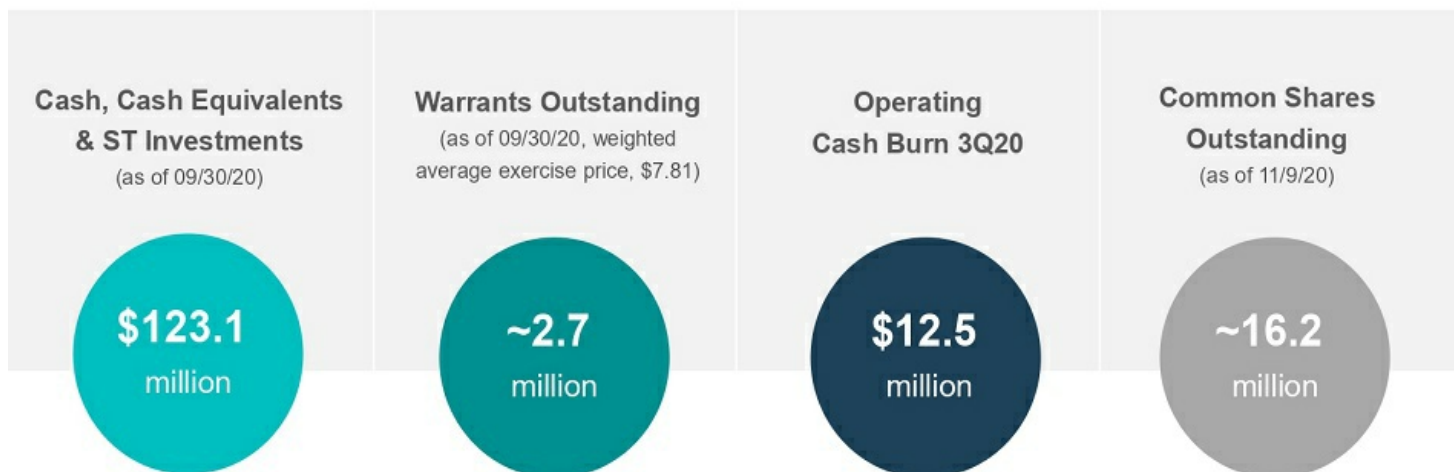 Cash, Cash Equivalents
& ST Investments
(as of 09/30/20)
$123.1
million
Warrants Outstanding
(as of 09/30/20, weighted
average exercise price, $7.81)
~2.7
million
Operating
Cash Burn 3Q20
$12.5
million
Common Shares
Outstanding
(as of 11/9/20)
~16.2
million